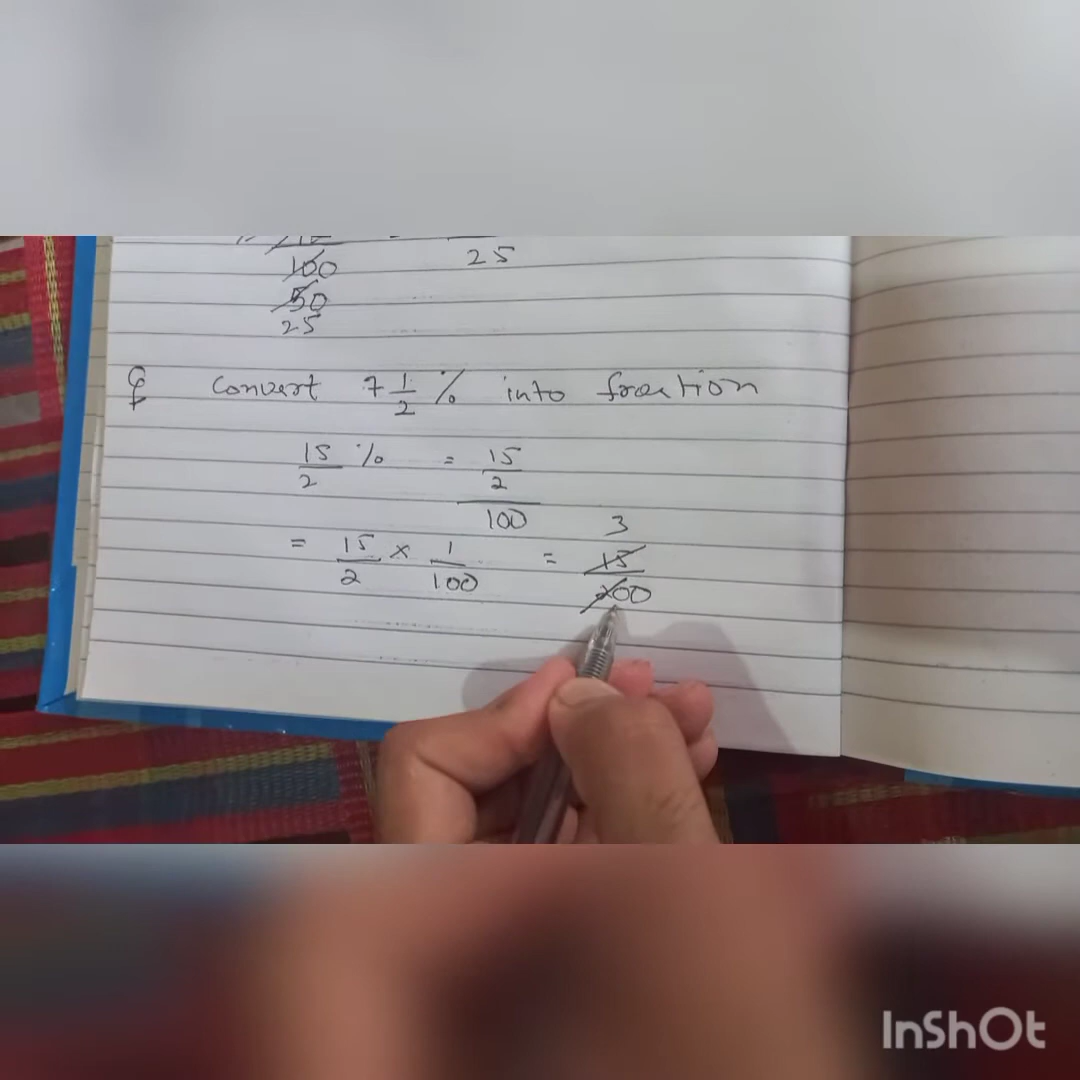 100 25
50
25
Q Convert 7 1/2 % into fraction
15/2 % = 15/2 / 100
3
= 15/2 × 1/100 = 15/200
InShOt